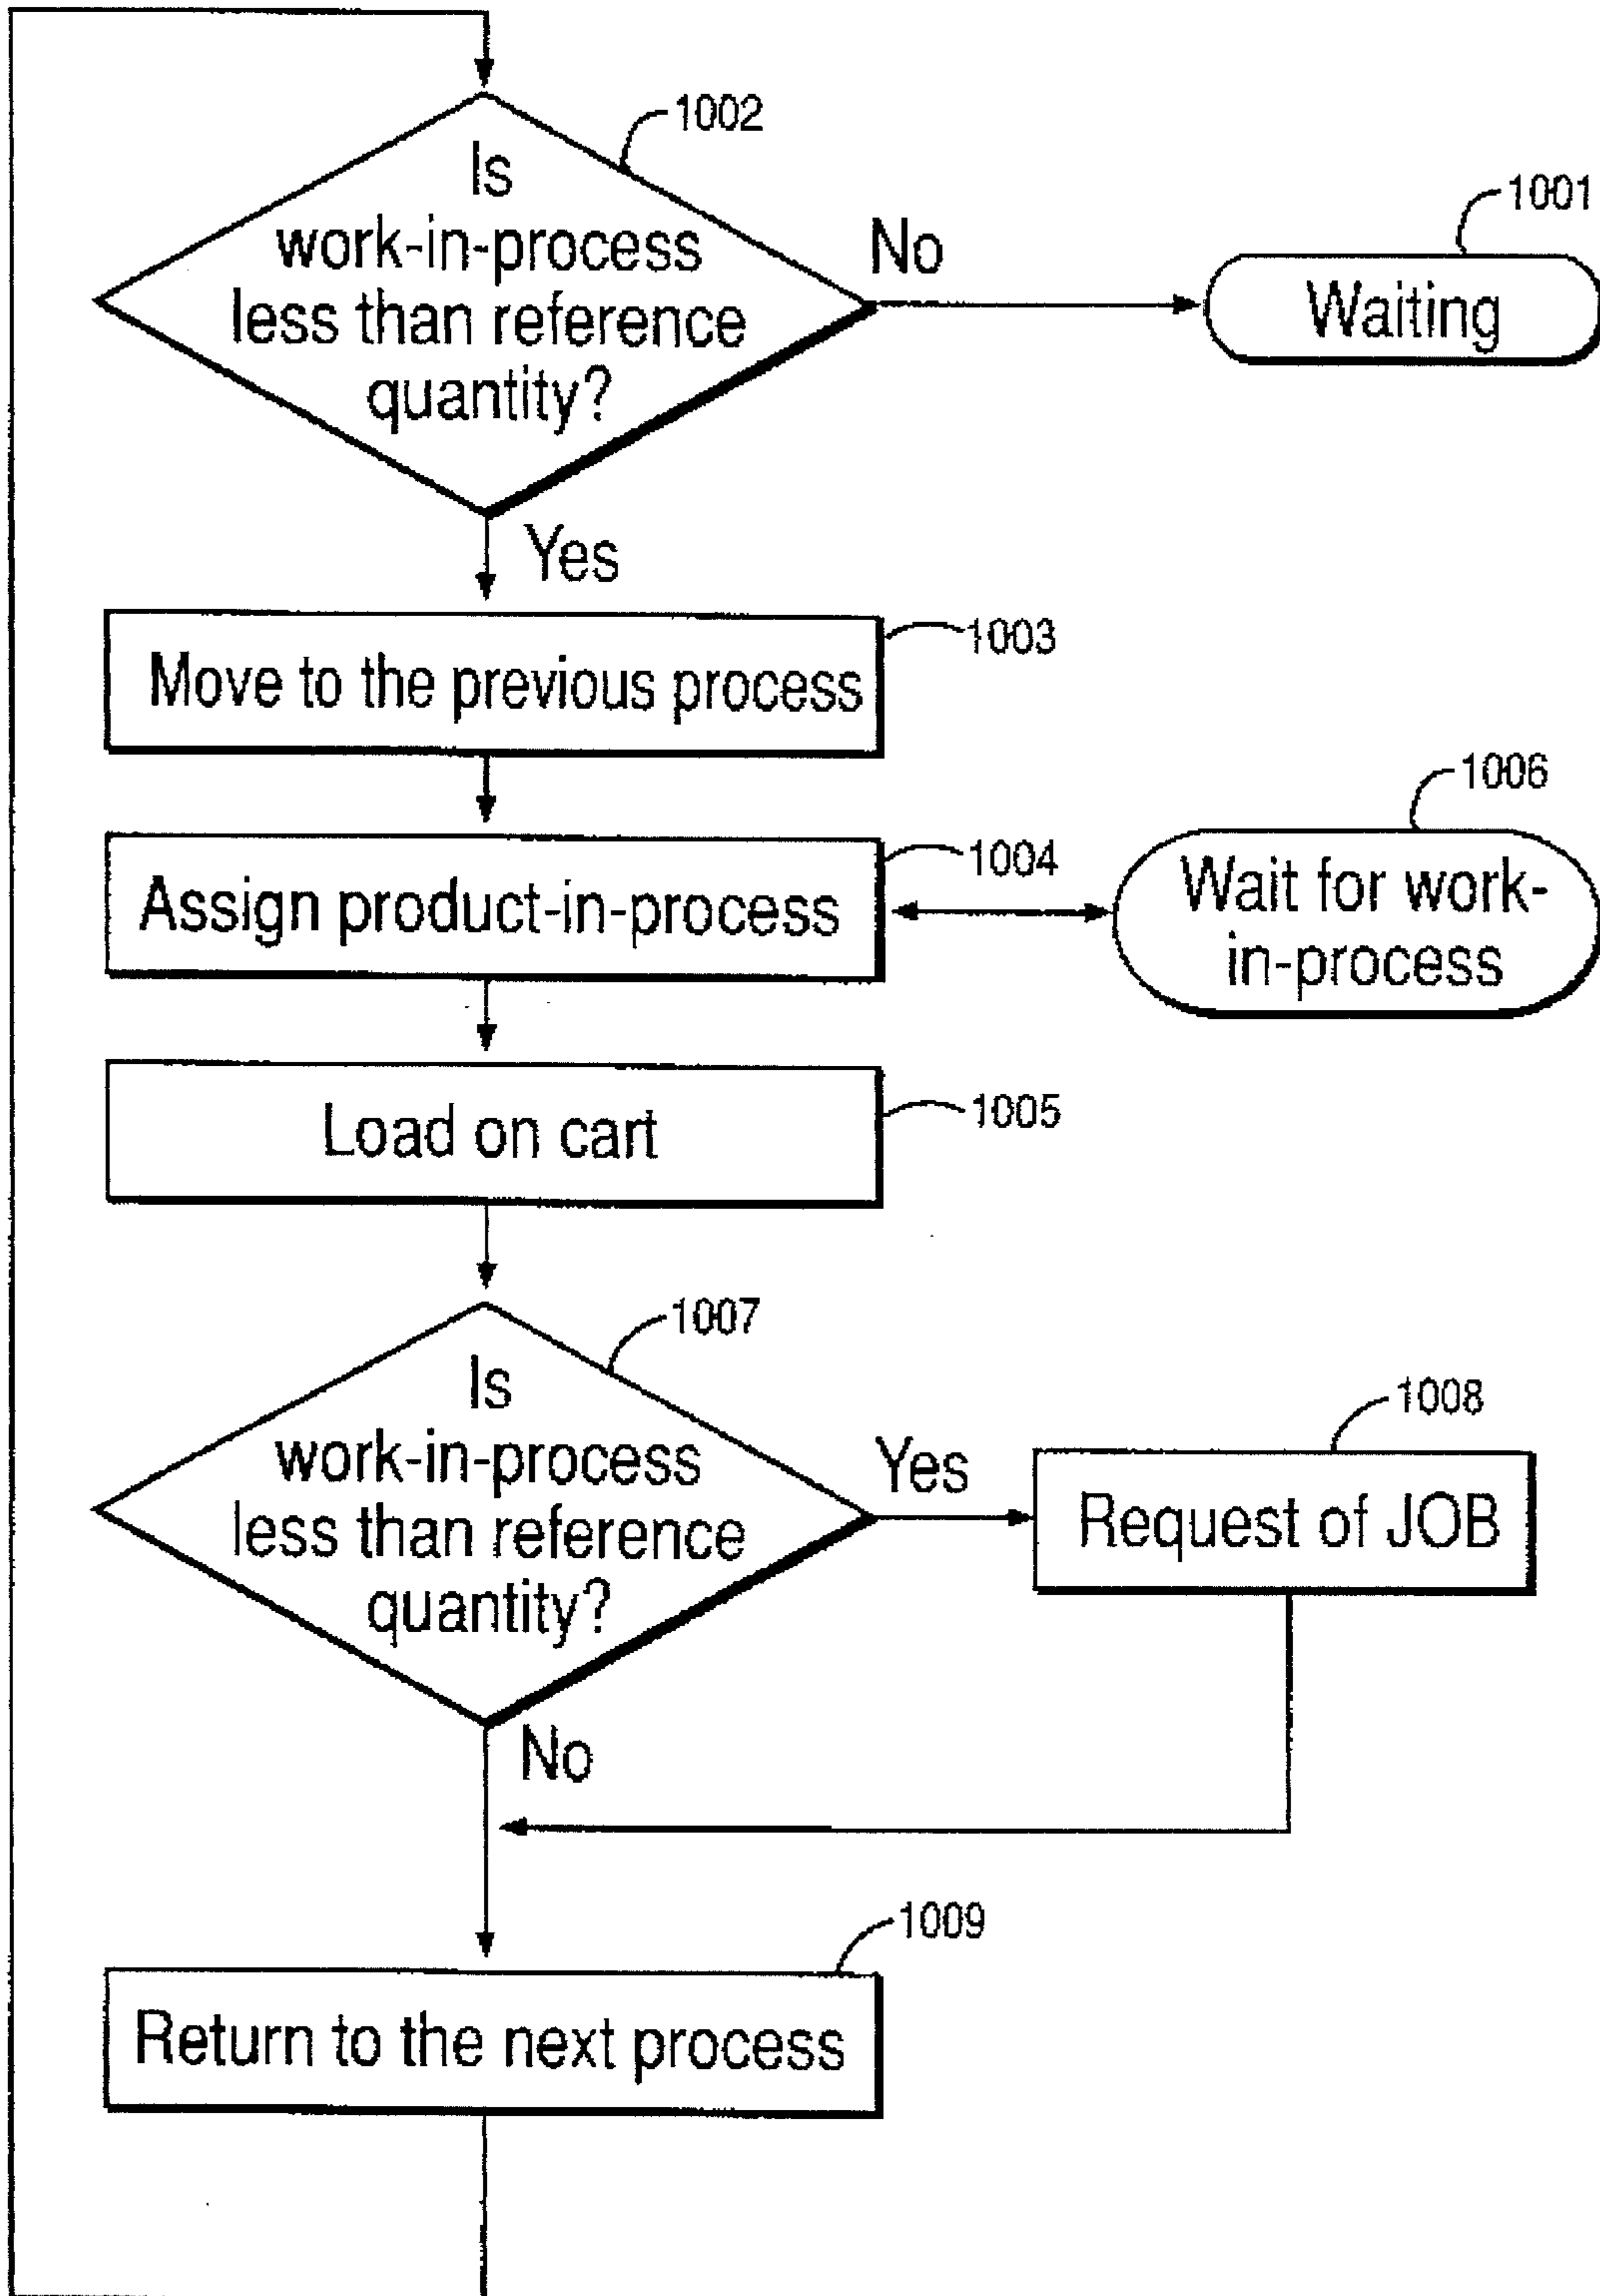 1002
Is
work-in-process
less than reference
quantity?
No
1001
Waiting
Yes
1003
Move to the previous process
1004
Assign product-in-process
1006
Wait for work-
in-process
1005
Load on cart
1007
Is
work-in-process
less than reference
quantity?
Yes
1008
Request of JOB
No
1009
Return to the next process